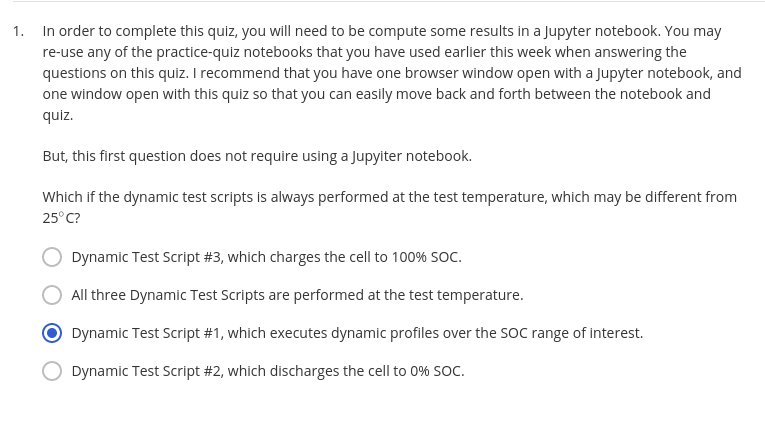 1. In order to complete this quiz, you will need to be compute some results in a Jupyter notebook. You may
re-use any of the practice-quiz notebooks that you have used earlier this week when answering the
questions on this quiz. I recommend that you have one browser window open with a Jupyter notebook, and
one window open with this quiz so that you can easily move back and forth between the notebook and
quiz.
But, this first question does not require using a Jupyiter notebook.
Which if the dynamic test scripts is always performed at the test temperature, which may be different from
25°C?
Dynamic Test Script #3, which charges the cell to 100% SOC.
All three Dynamic Test Scripts are performed at the test temperature.
Dynamic Test Script #1, which executes dynamic profiles over the SOC range of interest.
Dynamic Test Script #2, which discharges the cell to 0% SOC.